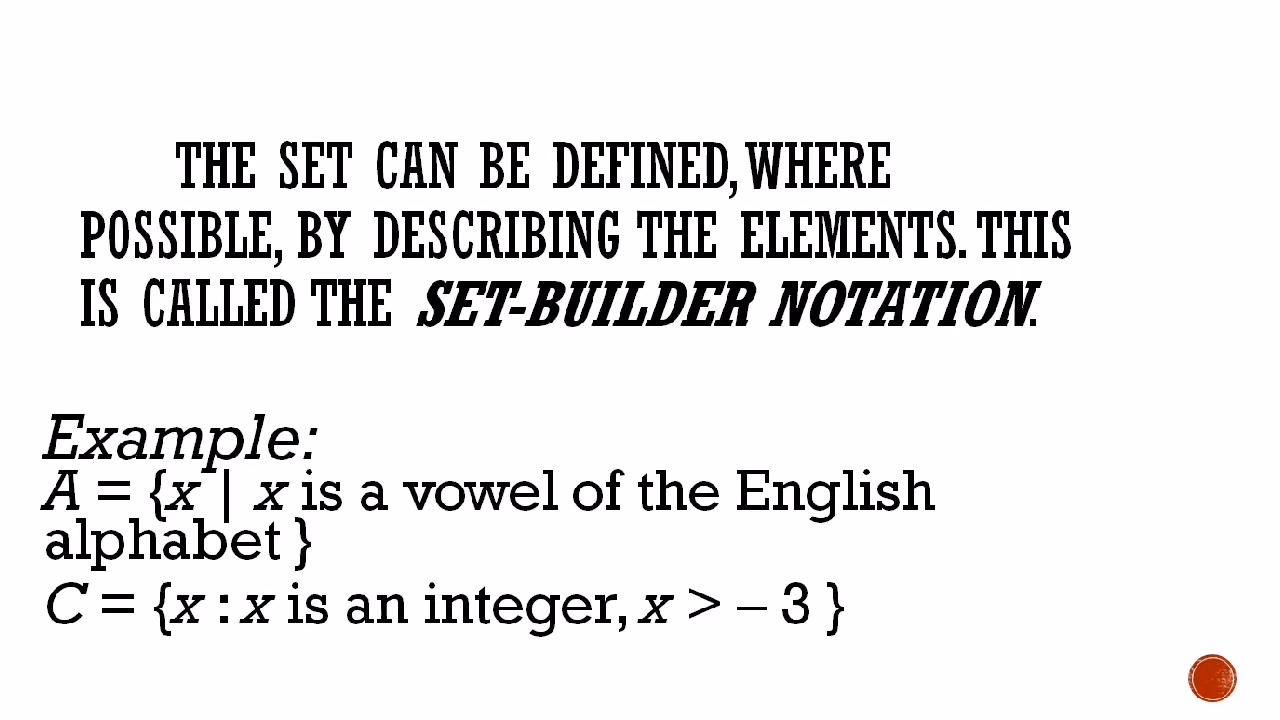 THE SET CAN BE DEFINED, WHERE
POSSIBLE, BY DESCRIBING THE ELEMENTS. THIS
IS CALLED THE SET-BUILDER NOTATION.
Example:
A = {x | x is a vowel of the English
alphabet }
C = {x : x is an integer, x > – 3 }